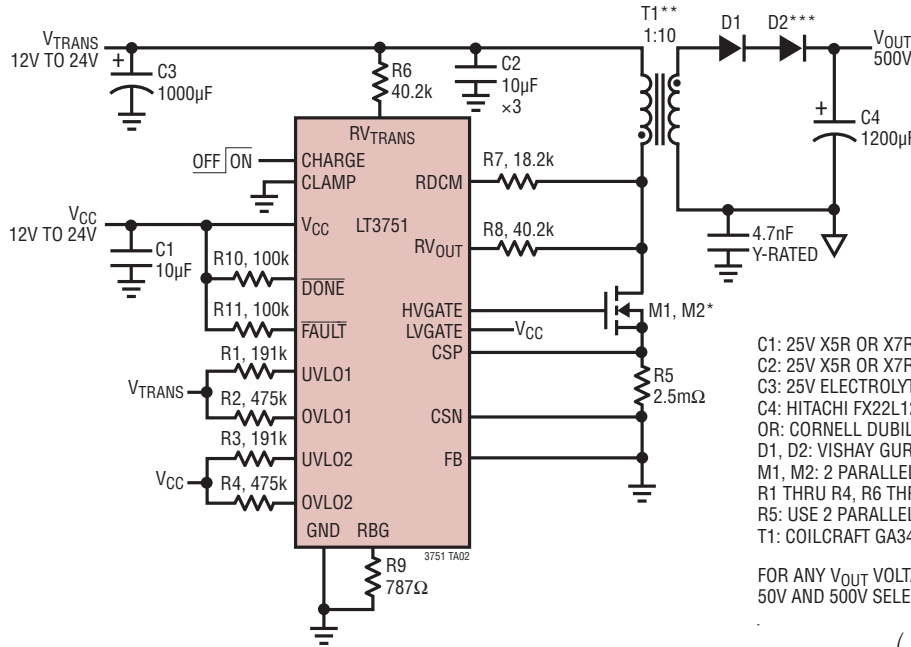 T1**
1:10
D1
D2***
VTRANS
12V TO 24V
VOUT
500V
+
C3
1000µF
R6
40.2k
C2
10µF
×3
+
C4
1200µF
RVTRANS
OFF ON
CHARGE
CLAMP
RDCM
R7, 18.2k
VCC
12V TO 24V
VCC
LT3751
C1
10µF
R10, 100k
DONE
RVOUT
R8, 40.2k
4.7nF
Y-RATED
R11, 100k
FAULT
HVGATE
M1, M2*
LVGATE
VCC
R1, 191k
UVLO1
CSP
VTRANS
R2, 475k
OVLO1
R5
2.5mΩ
CSN
R3, 191k
UVLO2
FB
VCC
R4, 475k
OVLO2
GND
RBG
3751 TA02
R9
787Ω
C1: 25V X5R OR X7R
C2: 25V X5R OR X7R
C3: 25V ELECTROLYT
C4: HITACHI FX22L12
OR: CORNELL DUBIL
D1, D2: VISHAY GUR
M1, M2: 2 PARALLEL
R1 THRU R4, R6 THR
R5: USE 2 PARALLEL
T1: COILCRAFT GA34
FOR ANY VOUT VOLTA
50V AND 500V SELE